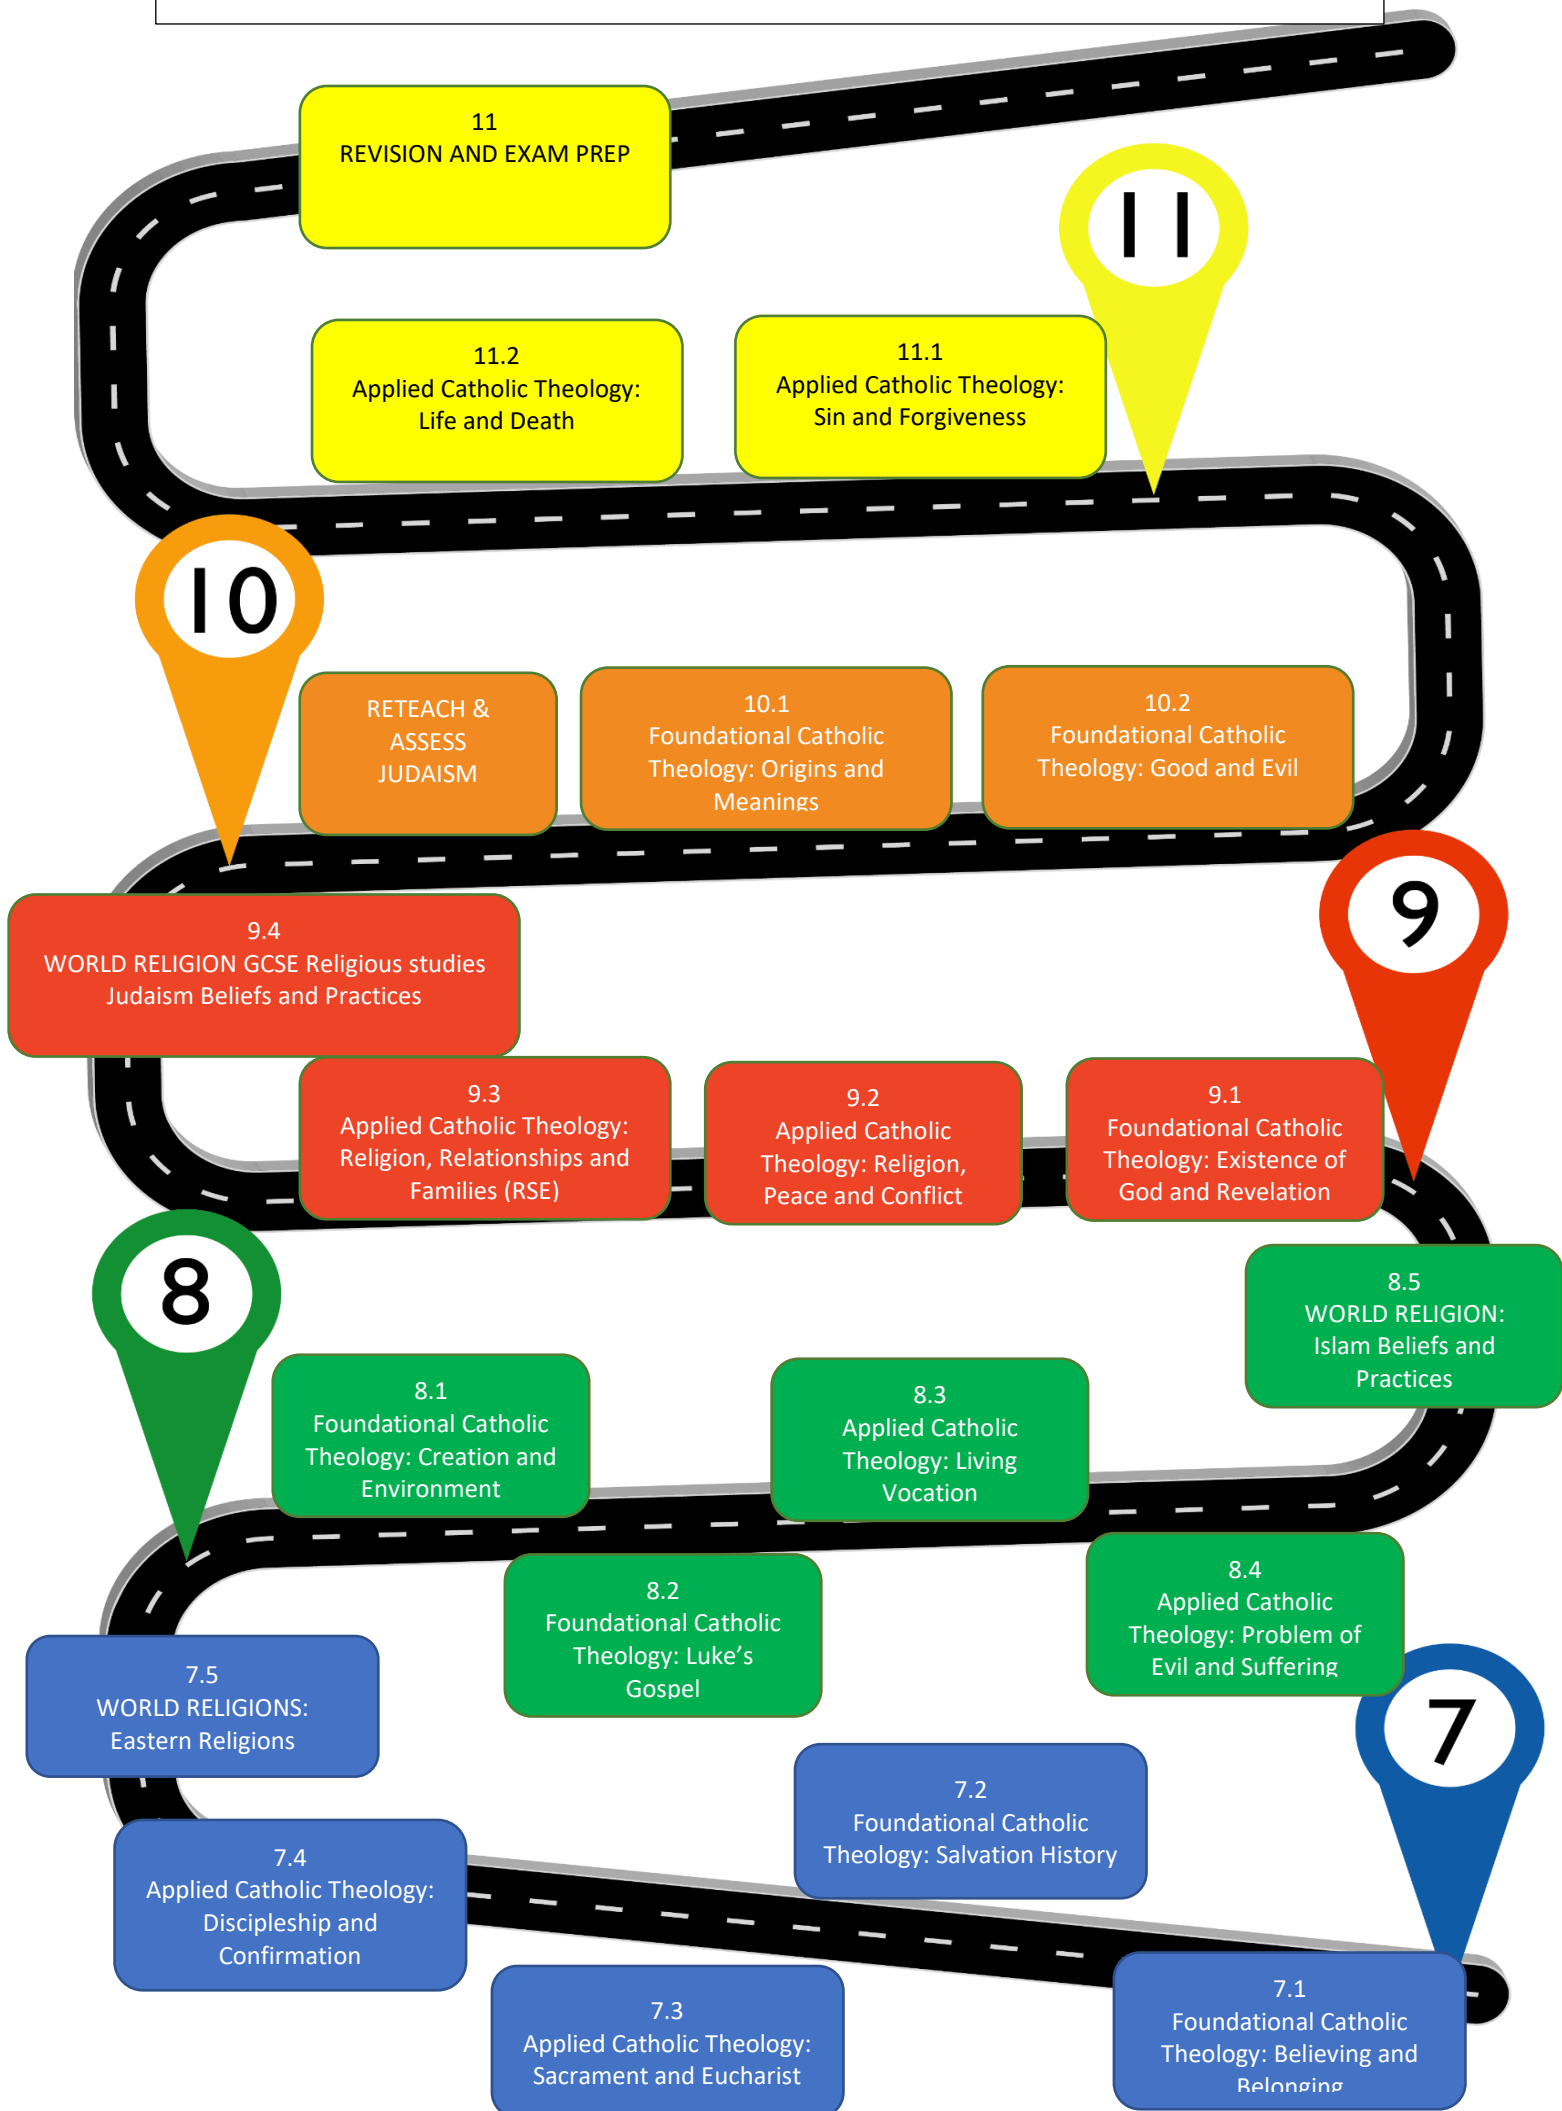 11
REVISION AND EXAM PREP
11
11.2
Applied Catholic Theology:
Life and Death
11.1
Applied Catholic Theology:
Sin and Forgiveness
10
RETEACH &
ASSESS
JUDAISM
10.1
Foundational Catholic
Theology: Origins and
Meanings
10.2
Foundational Catholic
Theology: Good and Evil
9
9.4
WORLD RELIGION GCSE Religious studies
Judaism Beliefs and Practices
9.3
Applied Catholic Theology:
Religion, Relationships and
Families (RSE)
9.2
Applied Catholic
Theology: Religion,
Peace and Conflict
9.1
Foundational Catholic
Theology: Existence of
God and Revelation
8
8.5
WORLD RELIGION:
Islam Beliefs and
Practices
8.1
Foundational Catholic
Theology: Creation and
Environment
8.3
Applied Catholic
Theology: Living
Vocation
8.2
Foundational Catholic
Theology: Luke’s
Gospel
8.4
Applied Catholic
Theology: Problem of
Evil and Suffering
7
7.5
WORLD RELIGIONS:
Eastern Religions
7.2
Foundational Catholic
Theology: Salvation History
7.4
Applied Catholic Theology:
Discipleship and
Confirmation
7.3
Applied Catholic Theology:
Sacrament and Eucharist
7.1
Foundational Catholic
Theology: Believing and
Belonging